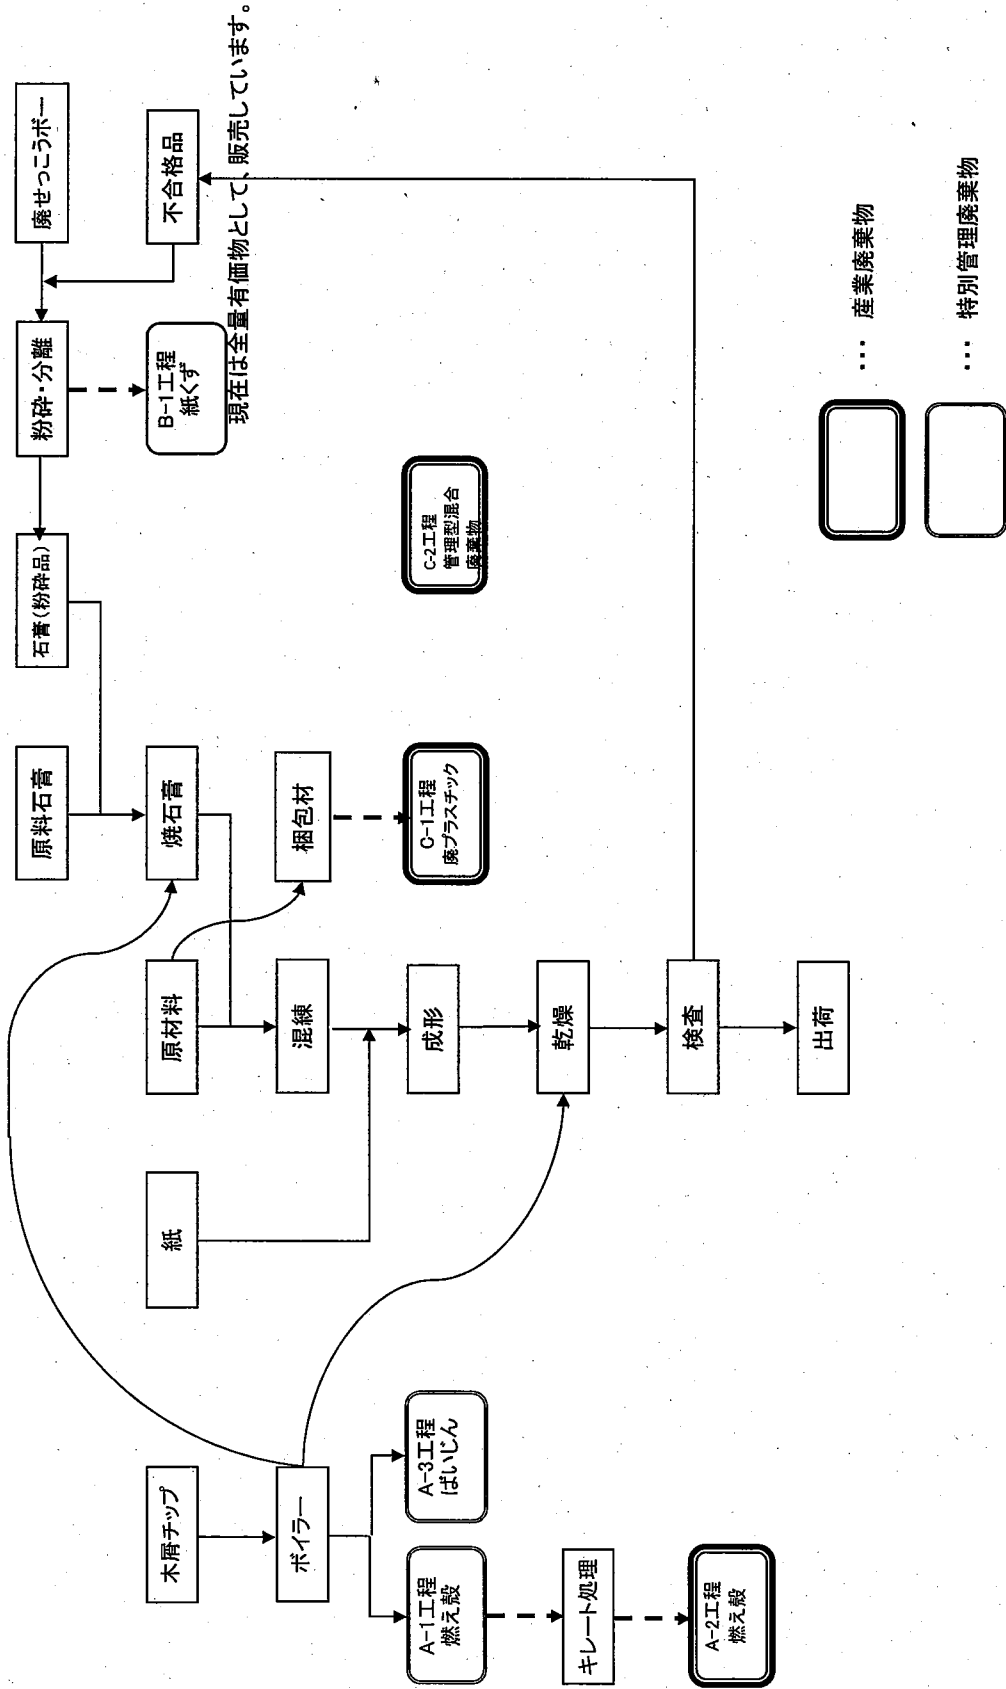 木屑チップ
ボイラー
A-1工程
燃え殻
A-3工程
ばいじん
キレート処理
A-2工程
燃え殻
紙
原材料
混練
成形
乾燥
検査
出荷
原料石膏
焼石膏
梱包材
C-1工程
廃プラスチック
石膏(粉砕品)
粉砕・分離
B-1工程
紙くず
現在は全量有価物として、販売しています。
C-2工程
管理型混合
廃棄物
廃せっこうボー
不合格品
… 産業廃棄物
… 特別管理廃棄物